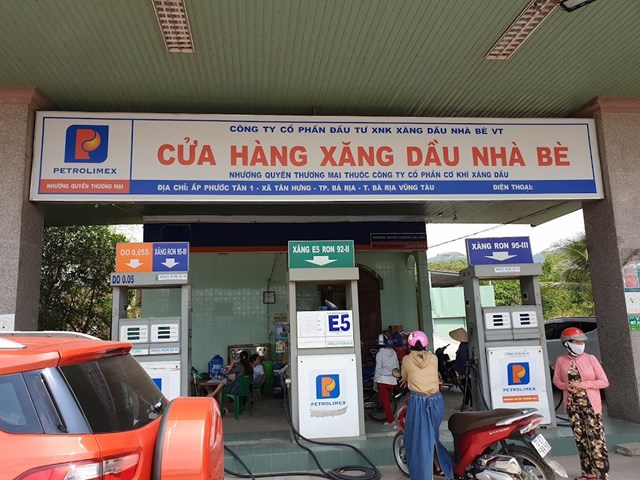 CÔNG TY CỔ PHẦN ĐẦU TƯ XNK XĂNG DẦU NHÀ BÈ VT
CỬA HÀNG XĂNG DẦU NHÀ BÈ
NHƯỢNG QUYỀN THƯƠNG MẠI THUỘC CÔNG TY CỔ PHẦN CƠ KHÍ XĂNG DẦU
PETROLIMEX
NHƯỢNG QUYỀN THƯƠNG MẠI
ĐỊA CHỈ: ẤP PHƯỚC TÂN 1 - XÃ TÂN HƯNG - TP. BÀ RỊA - T. BÀ RỊA VŨNG TÀU ĐIỆN THOẠI:
DO 0,05S
XĂNG RON 95-III
XĂNG E5 RON 92-II
XĂNG RON 95-III
DO 0.05
E5
PETROLIMEX
PETROLIMEX